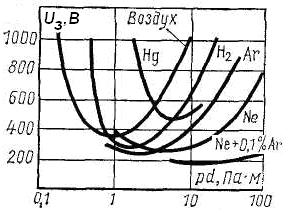 U₃, В
Воздух
1000
Hg
H₂
Ar
800
600
Ne
400
Ne+0,1% Ar
200
0,1
1
10
100
pd, Па·м